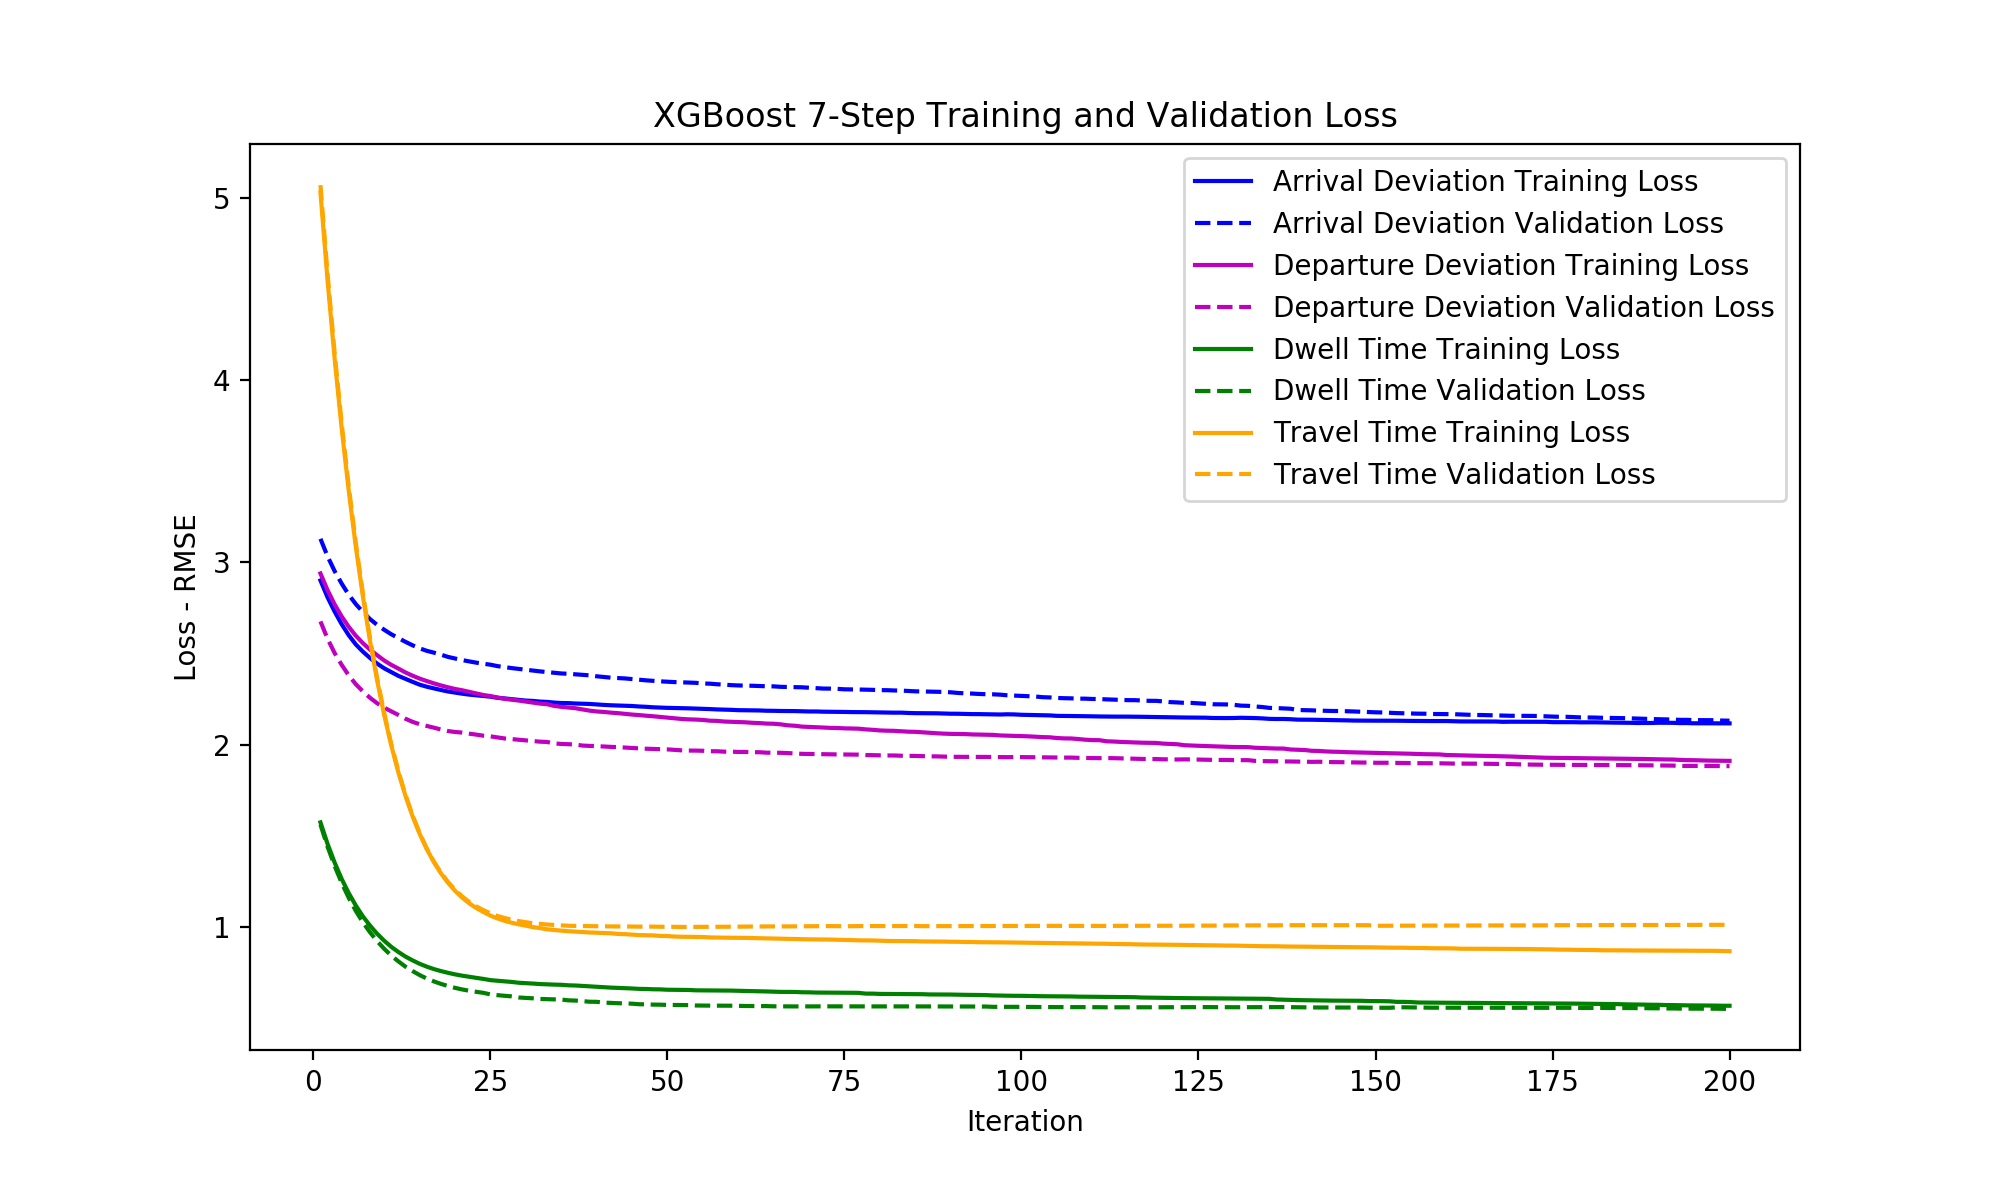 XGBoost 7-Step Training and Validation Loss
Arrival Deviation Training Loss
Arrival Deviation Validation Loss
Departure Deviation Training Loss
Departure Deviation Validation Loss
Dwell Time Training Loss
Dwell Time Validation Loss
Travel Time Training Loss
Travel Time Validation Loss
Loss - RMSE
5
4
3
2
1
0 25 50 75 100 125 150 175 200
Iteration